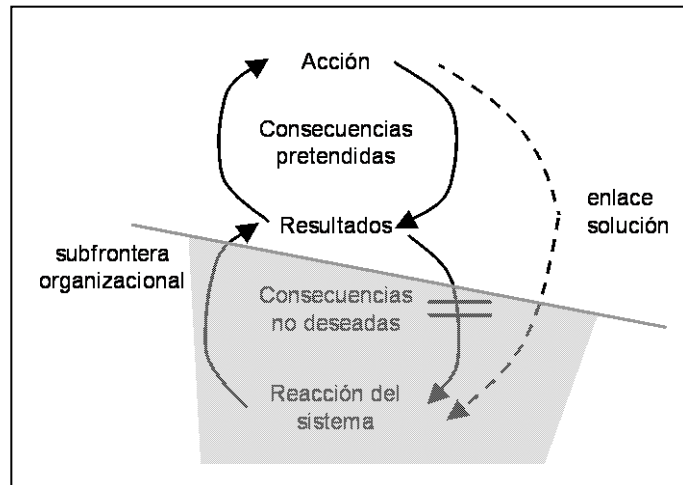 Acción
Consecuencias
pretendidas
enlace
solución
Resultados
subfrontera
organizacional
Consecuencias
no deseadas
Reacción del
sistema